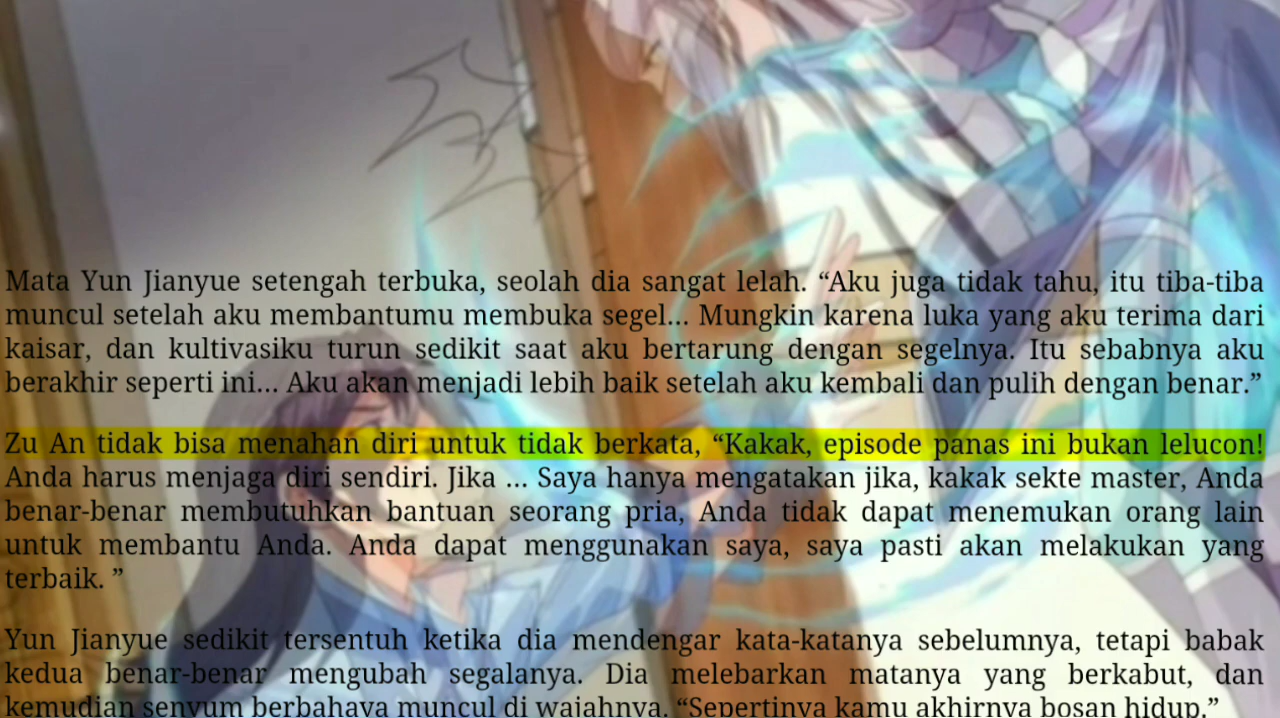 Mata Yun Jianyue setengah terbuka, seolah dia sangat lelah. “Aku juga tidak tahu, itu tiba-tiba
muncul setelah aku membantumu membuka segel... Mungkin karena luka yang aku terima dari
kaisar, dan kultivasiku turun sedikit saat aku bertarung dengan segelnya. Itu sebabnya aku
berakhir seperti ini... Aku akan menjadi lebih baik setelah aku kembali dan pulih dengan benar.”
Zu An tidak bisa menahan diri untuk tidak berkata, “Kakak, episode panas ini bukan lelucon!
Anda harus menjaga diri sendiri. Jika ... Saya hanya mengatakan jika, kakak sekte master, Anda
benar-benar membutuhkan bantuan seorang pria, Anda tidak dapat menemukan orang lain
untuk membantu Anda. Anda dapat menggunakan saya, saya pasti akan melakukan yang
terbaik. ”
Yun Jianyue sedikit tersentuh ketika dia mendengar kata-katanya sebelumnya, tetapi babak
kedua benar-benar mengubah segalanya. Dia melebarkan matanya yang berkabut, dan
kemudian senyum berbahaya muncul di wajahnya. “Sepertinya kamu akhirnya bosan hidup.”